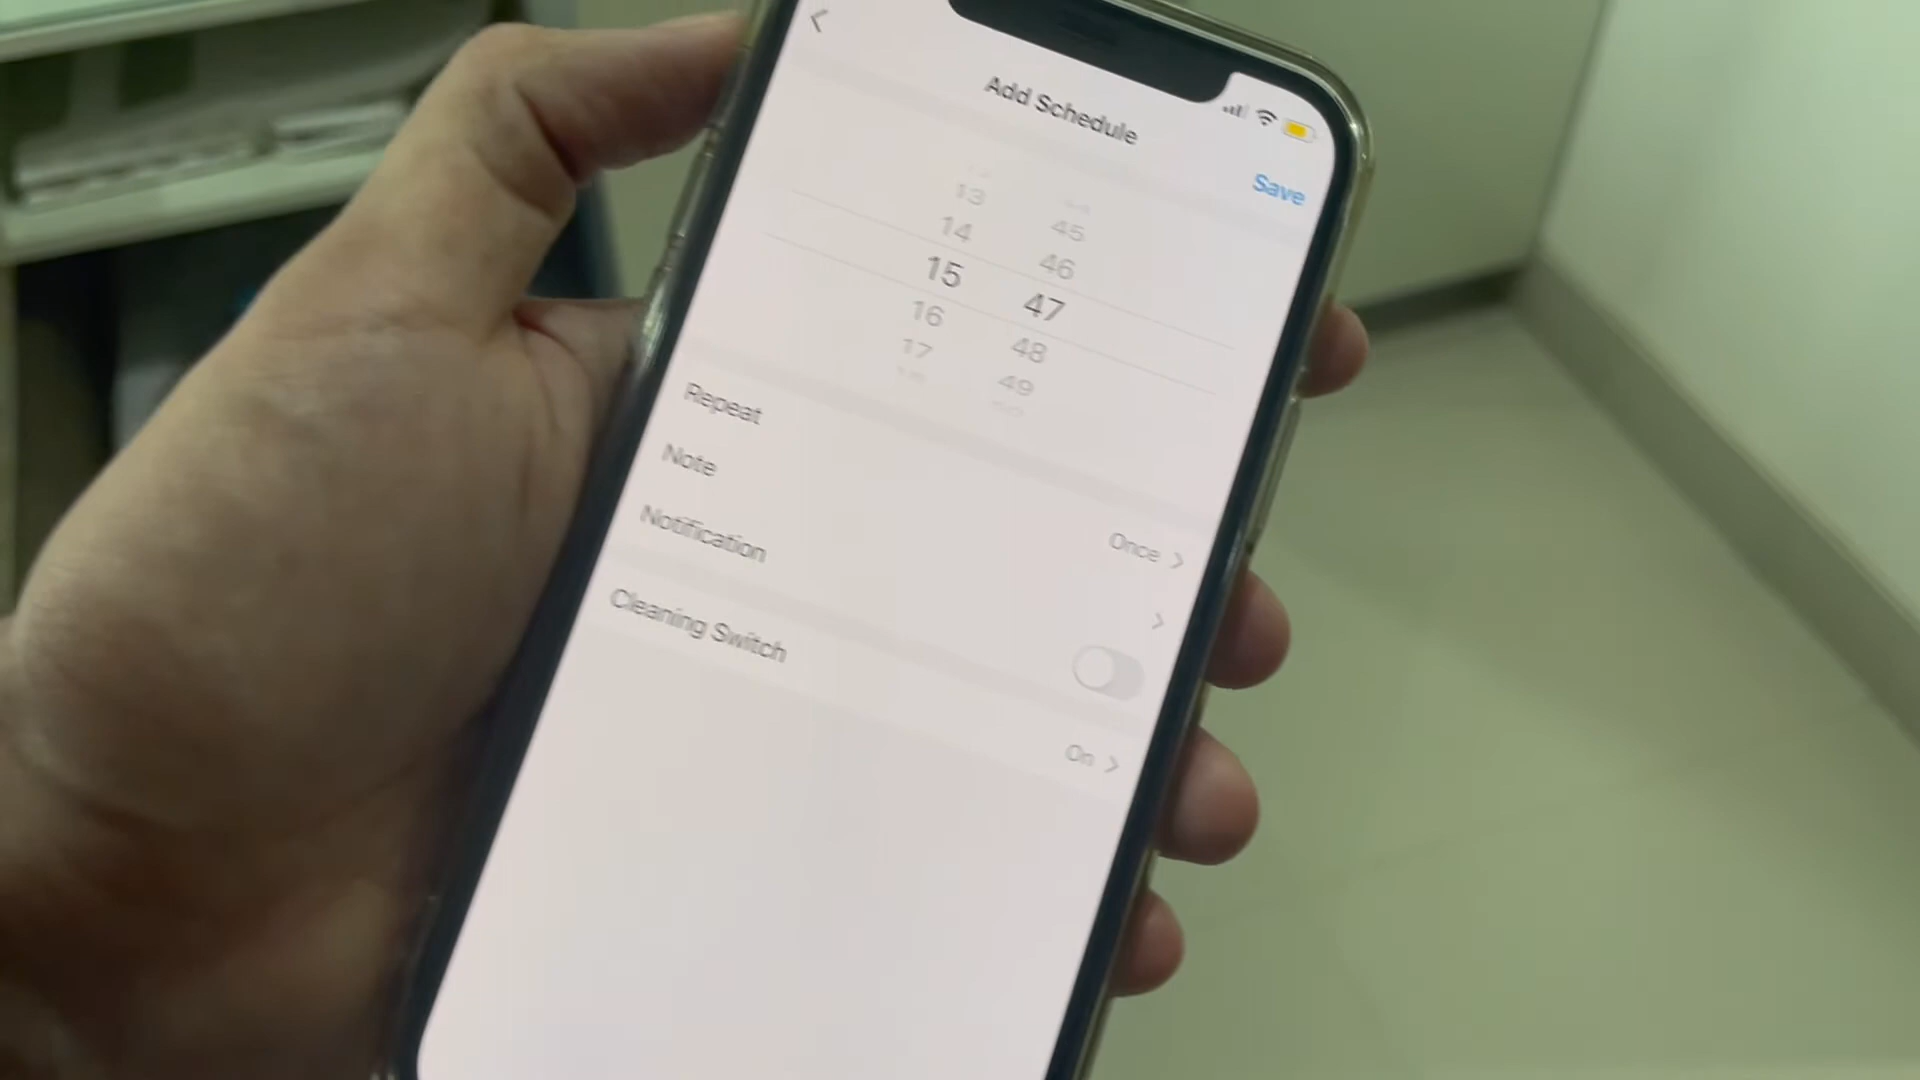 Add Schedule
Save
13
14 45
15 46
16 47
17 48
49
Repeat Once
Note
Notification
Cleaning Switch On